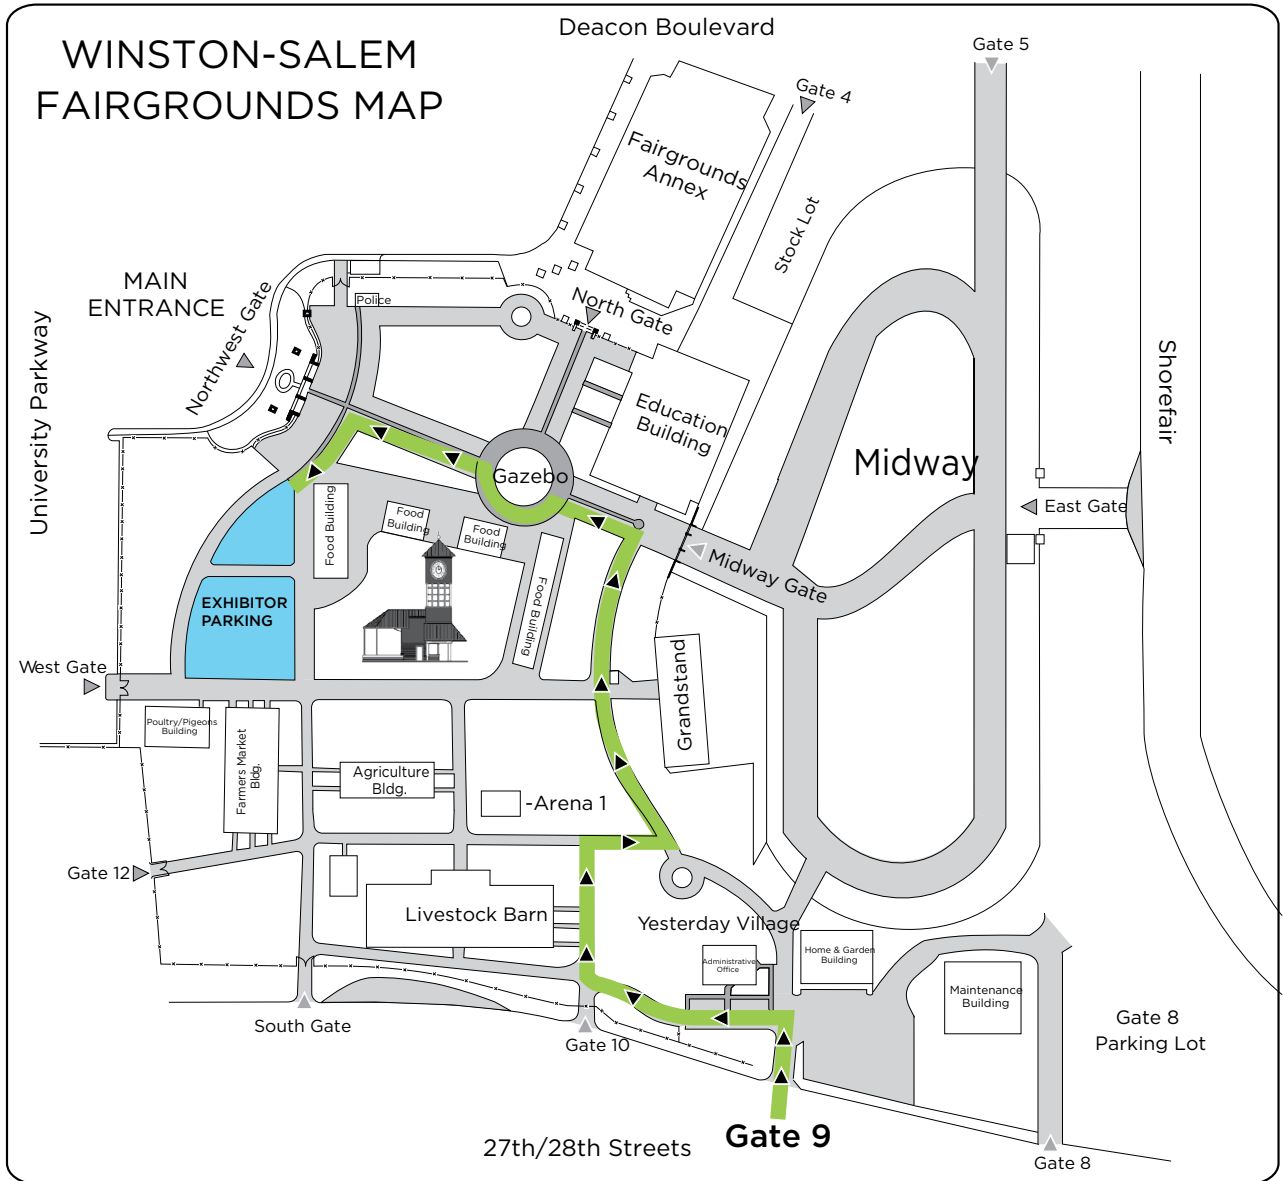 Deacon Boulevard
WINSTON-SALEM
FAIRGROUNDS MAP
Gate 5
Gate 4
Fairgrounds
Annex
Stock Lot
MAIN
ENTRANCE
Northwest Gate
Police
North Gate
University Parkway
Shorefair
Education
Building
Midway
Gazebo
East Gate
Food Building
Food
Building
Food
Building
Food Building
Midway Gate
EXHIBITOR
PARKING
West Gate
Grandstand
Poultry/Pigeons
Building
Farmers Market
Bldg.
Agriculture
Bldg.
-Arena 1
Gate 12
Livestock Barn
Yesterday Village
Administrative
Office
Home & Garden
Building
Maintenance
Building
South Gate
Gate 10
Gate 8
Parking Lot
27th/28th Streets
Gate 9
Gate 8